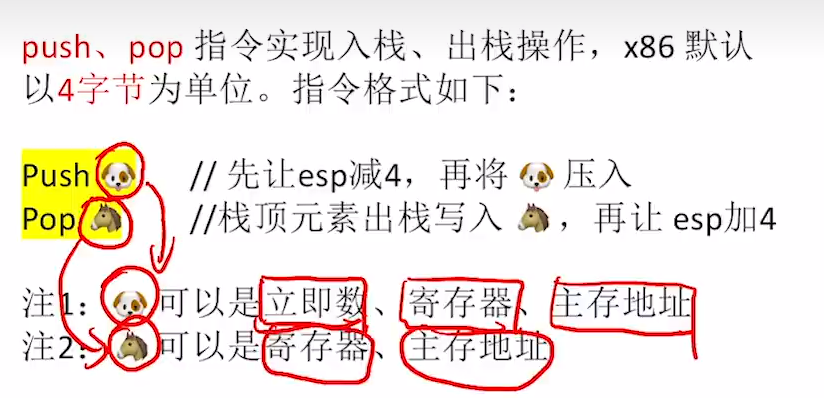 push、pop 指令实现入栈、出栈操作，x86 默认
以4字节为单位。指令格式如下：
Push 🐶 // 先让esp减4，再将 🐶 压入
Pop 🐴 //栈顶元素出栈写入 🐴，再让 esp加4
注1：🐶 可以是立即数、寄存器、主存地址
注2：🐴 可以是寄存器、主存地址